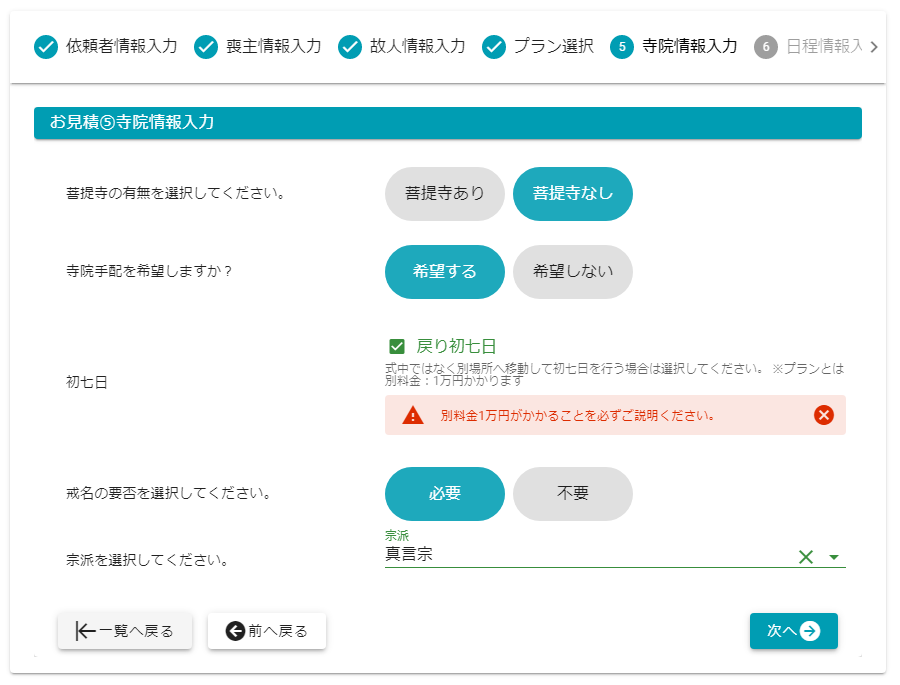 依頼者情報入力 喪主情報入力 故人情報入力 プラン選択 5 寺院情報入力 6 日程情報入
お見積⑤寺院情報入力
菩提寺の有無を選択してください。 菩提寺あり 菩提寺なし
寺院手配を希望しますか？ 希望する 希望しない
初七日
戻り初七日
式中ではなく別場所へ移動して初七日を行う場合は選択してください。 ※プランとは
別料金：1万円かかります
別料金1万円がかかることを必ずご説明ください。
戒名の要否を選択してください。 必要 不要
宗派を選択してください。
宗派
真言宗
一覧へ戻る 前へ戻る 次へ